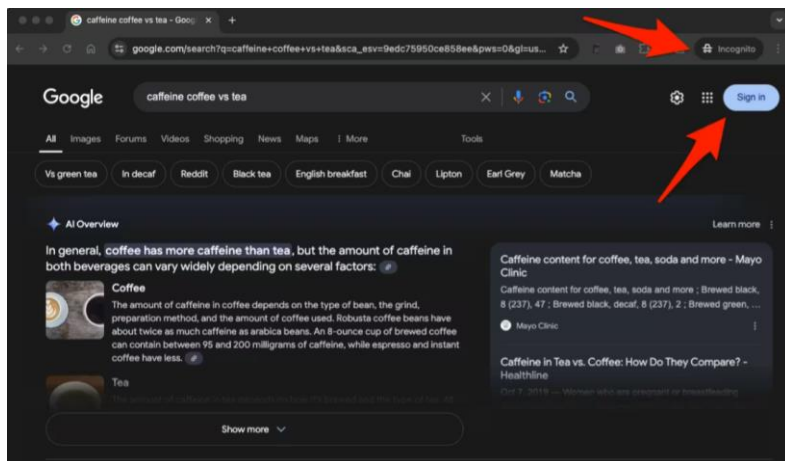 caffeine coffee vs tea - Goog
google.com/search?q=caffeine+coffee+vs+tea&sca_esv=9edc75950ce858ee&pws=0&gl=us...
Incognito
Google
caffeine coffee vs tea
Sign in
All Images Forums Videos Shopping News Maps More Tools
Vs green tea In decaf Reddit Black tea English breakfast Chai Lipton Earl Grey Matcha
AI Overview
Learn more
In general, coffee has more caffeine than tea, but the amount of caffeine in
both beverages can vary widely depending on several factors:
Coffee
The amount of caffeine in coffee depends on the type of bean, the grind,
preparation method, and the amount of coffee used. Robusta coffee beans have
about twice as much caffeine as arabica beans. An 8-ounce cup of brewed coffee
can contain between 95 and 200 milligrams of caffeine, while espresso and instant
coffee have less.
Tea
Show more
Caffeine content for coffee, tea, soda and more - Mayo
Clinic
Caffeine content for coffee, tea, soda and more ; Brewed black,
8 (237), 47 ; Brewed black, decaf, 8 (237), 2 ; Brewed green, ...
Mayo Clinic
Caffeine in Tea vs. Coffee: How Do They Compare? -
Healthline
Oct 7, 2019 — Women who are pregnant or breastfeeding